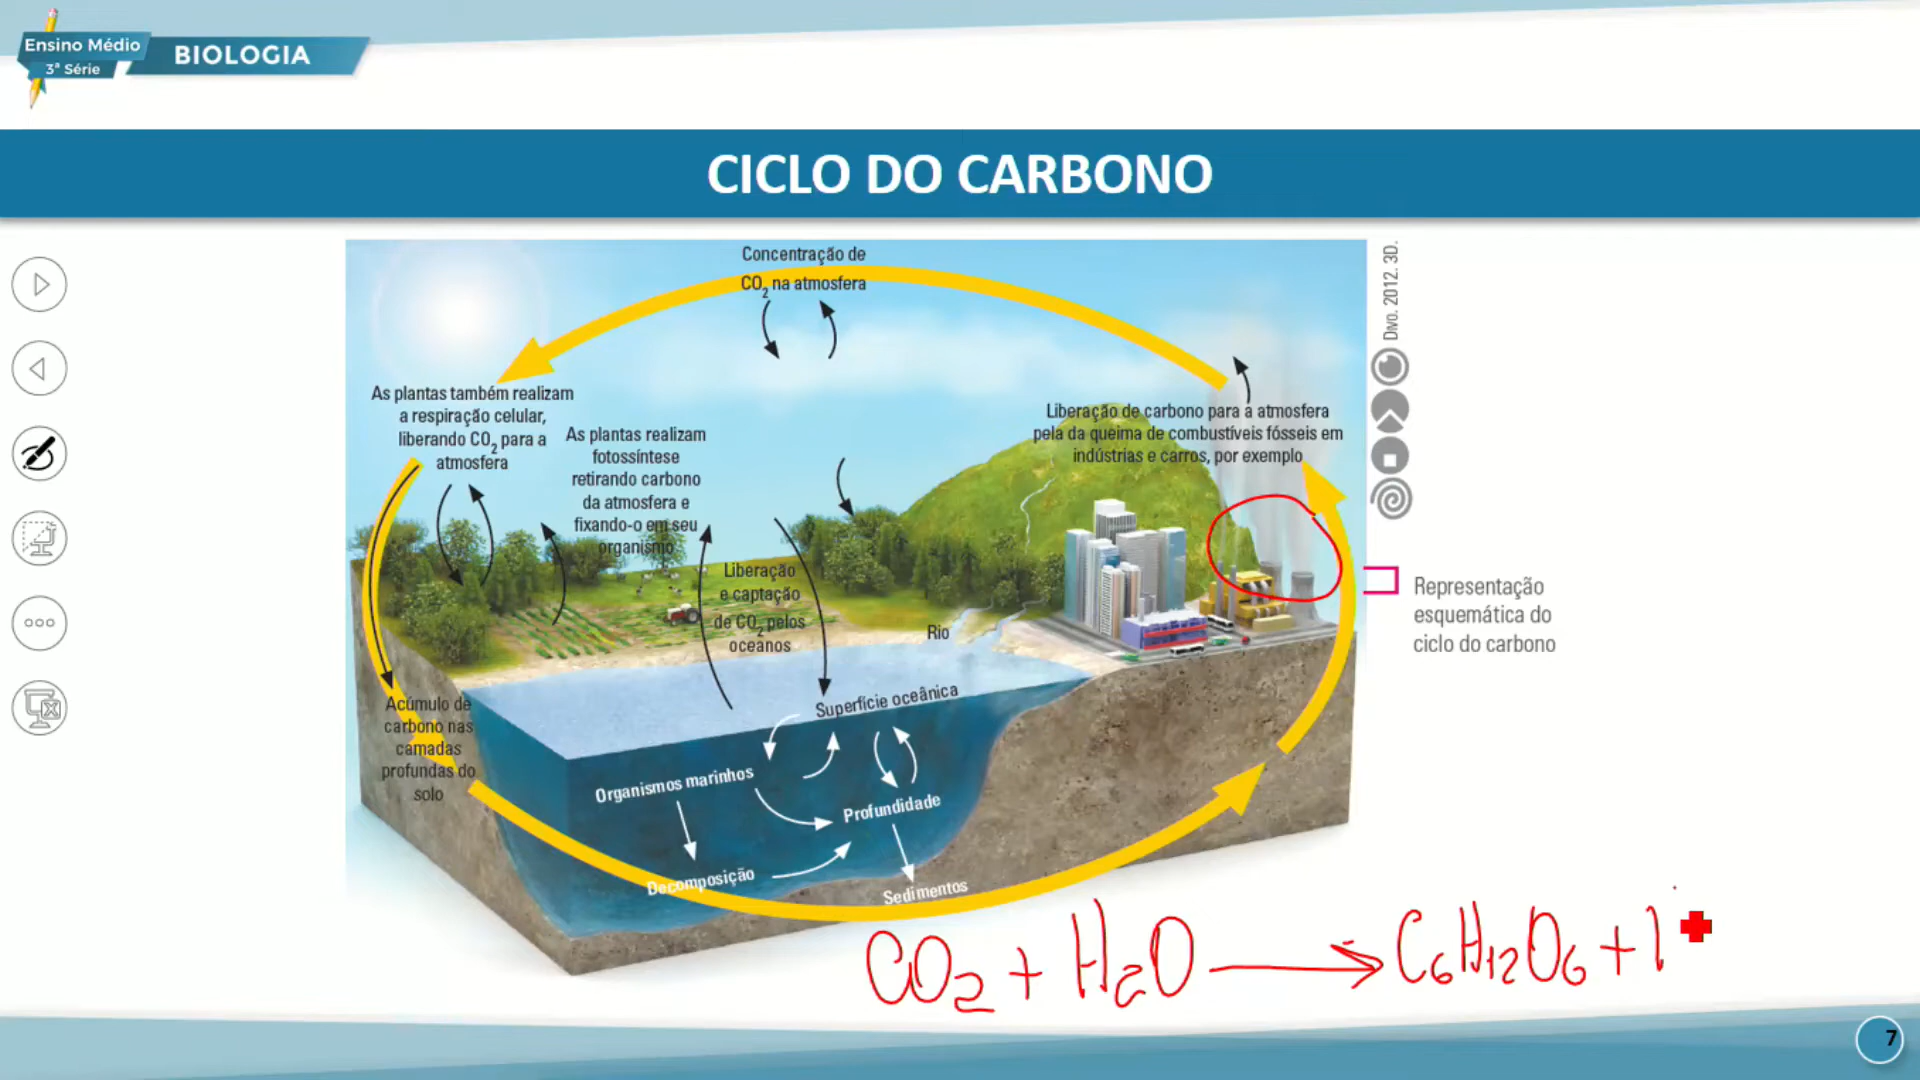 Ensino Médio
3ª Série
BIOLOGIA
CICLO DO CARBONO
Concentração de
CO2 na atmosfera
Divo. 2012. 3D.
As plantas também realizam
a respiração celular,
liberando CO2 para a
atmosfera
As plantas realizam
fotossíntese
retirando carbono
da atmosfera e
fixando-o em seu
organismo
Liberação de carbono para a atmosfera
pela da queima de combustíveis fósseis em
indústrias e carros, por exemplo
Liberação
e captação
de CO2 pelos
oceanos
Rio
Representação
esquemática do
ciclo do carbono
Acúmulo de
carbono nas
camadas
profundas do
solo
Superfície oceânica
Organismos marinhos
Profundidade
Decomposição
Sedimentos
CO2 + H2O → C6H12O6 + 
7